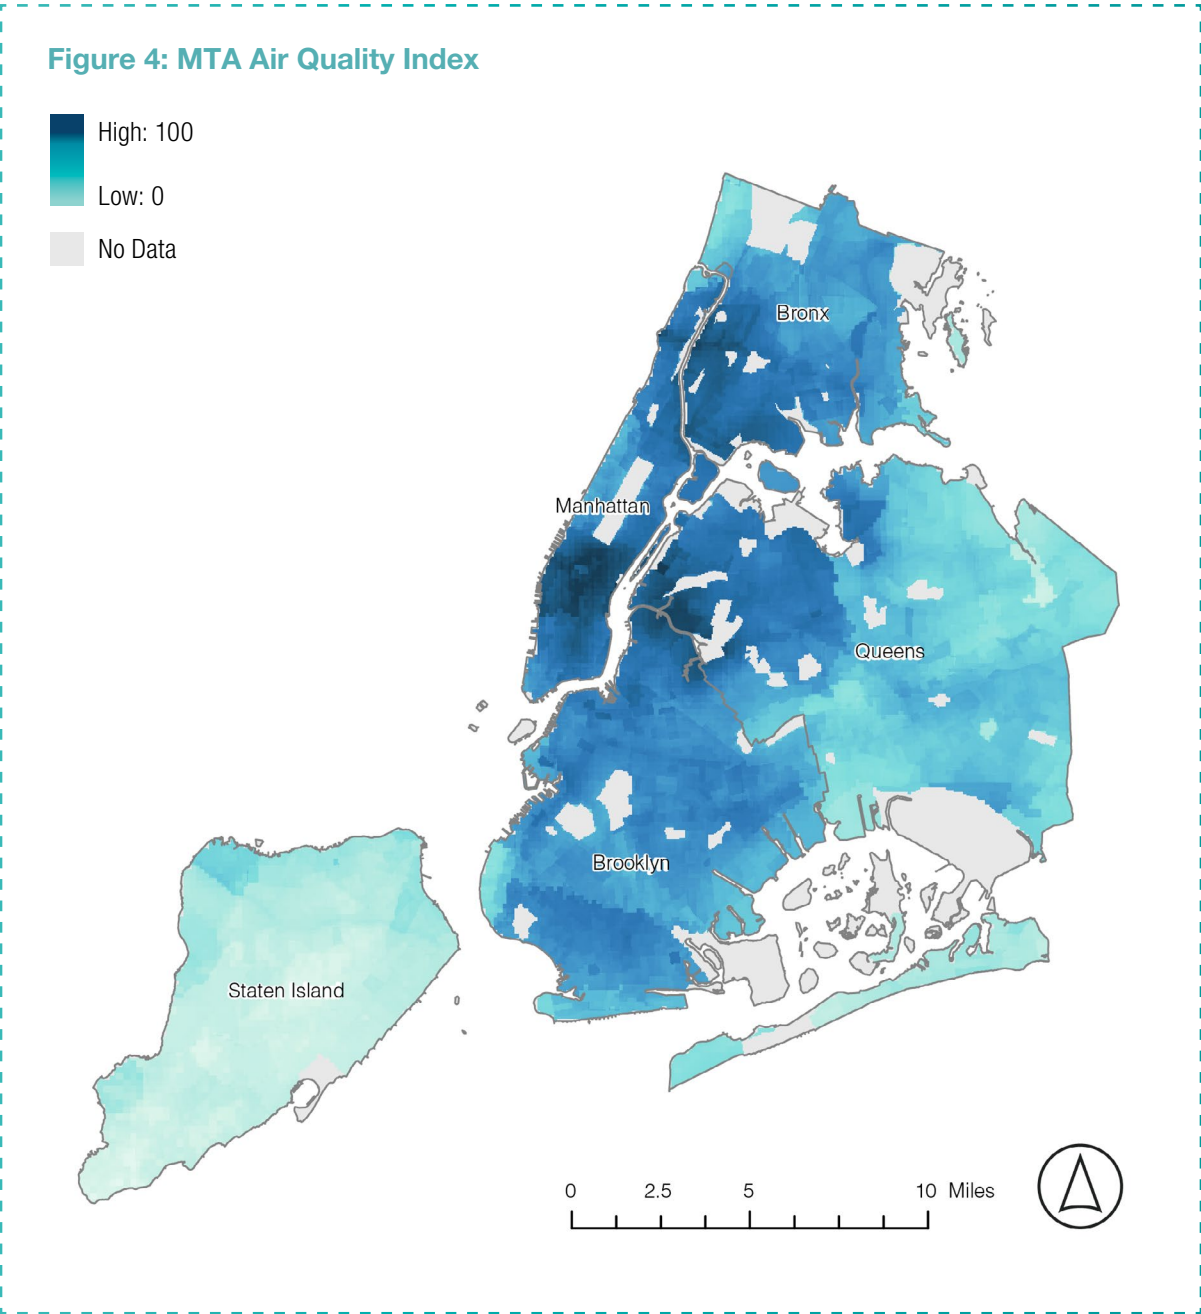 Figure 4: MTA Air Quality Index
High: 100
Low: 0
No Data
Bronx
Manhattan
Queens
Brooklyn
Staten Island
0 2.5 5 10 Miles